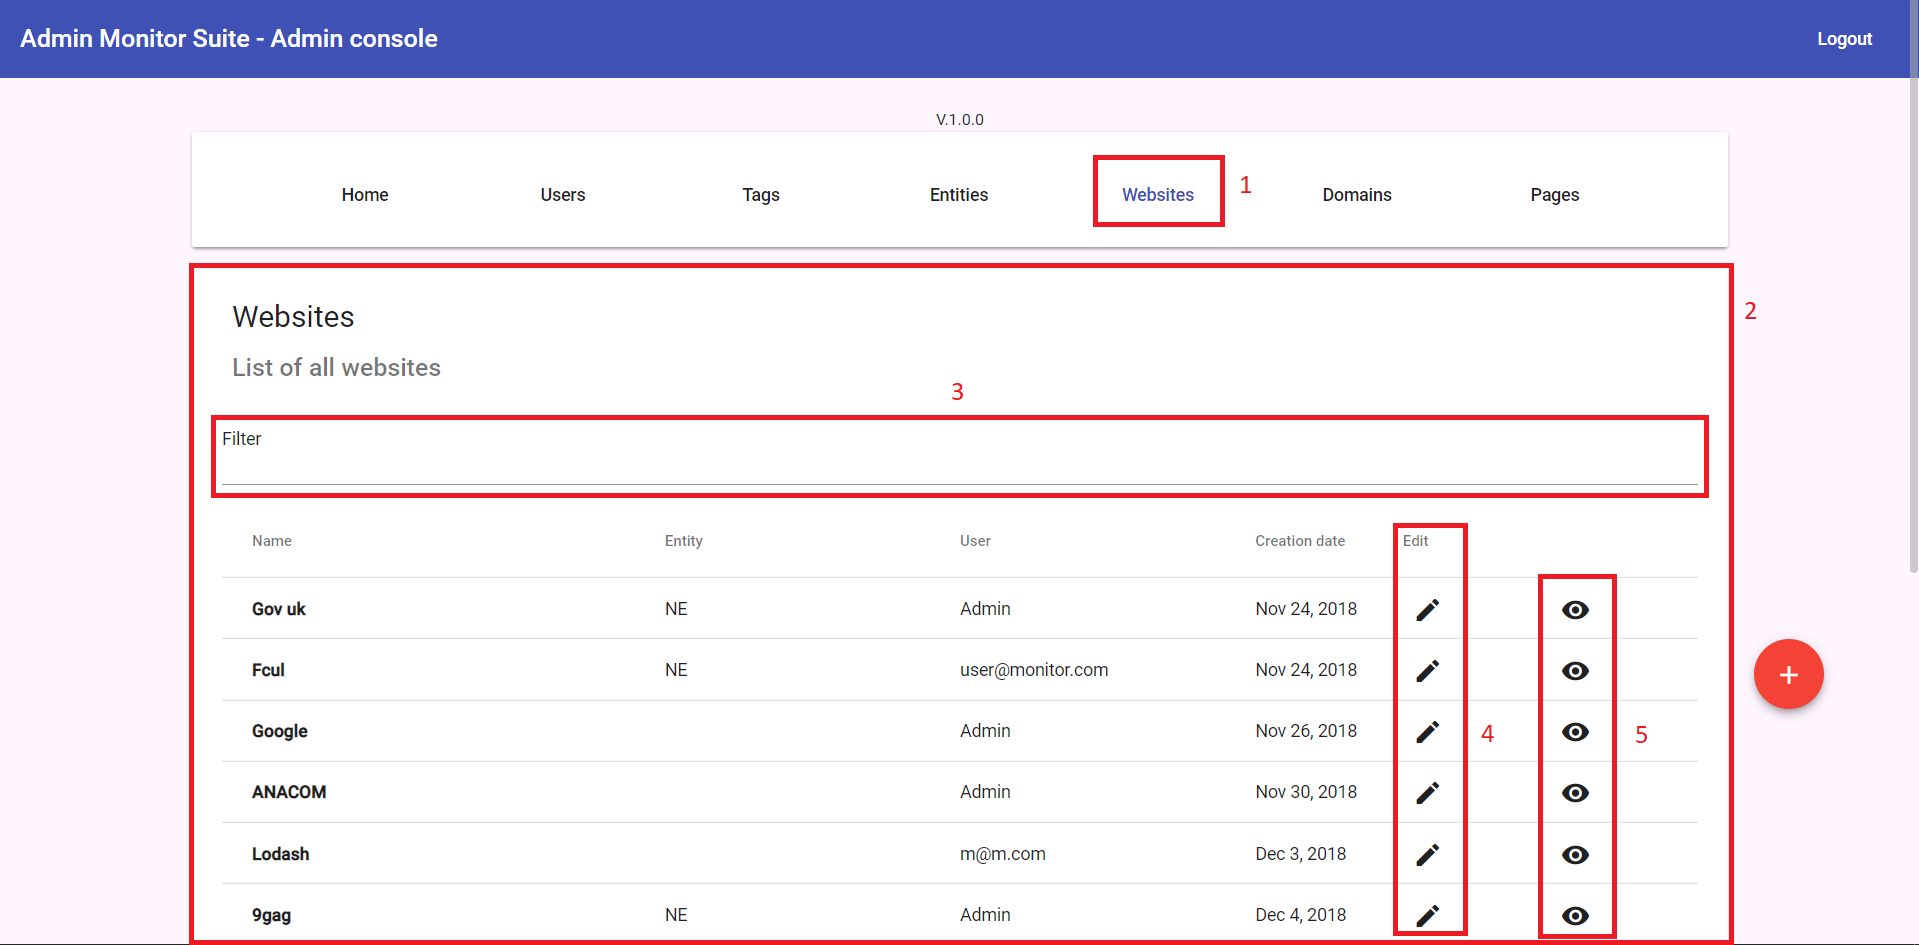 Admin Monitor Suite - Admin console Logout
V.1.0.0
Home Users Tags Entities Websites 1 Domains Pages
Websites
2
List of all websites
3
Filter
Name Entity User Creation date Edit
Gov uk NE Admin Nov 24, 2018
Fcul NE user@monitor.com Nov 24, 2018
+
Google Admin Nov 26, 2018 4 5
ANACOM Admin Nov 30, 2018
Lodash m@m.com Dec 3, 2018
9gag NE Admin Dec 4, 2018